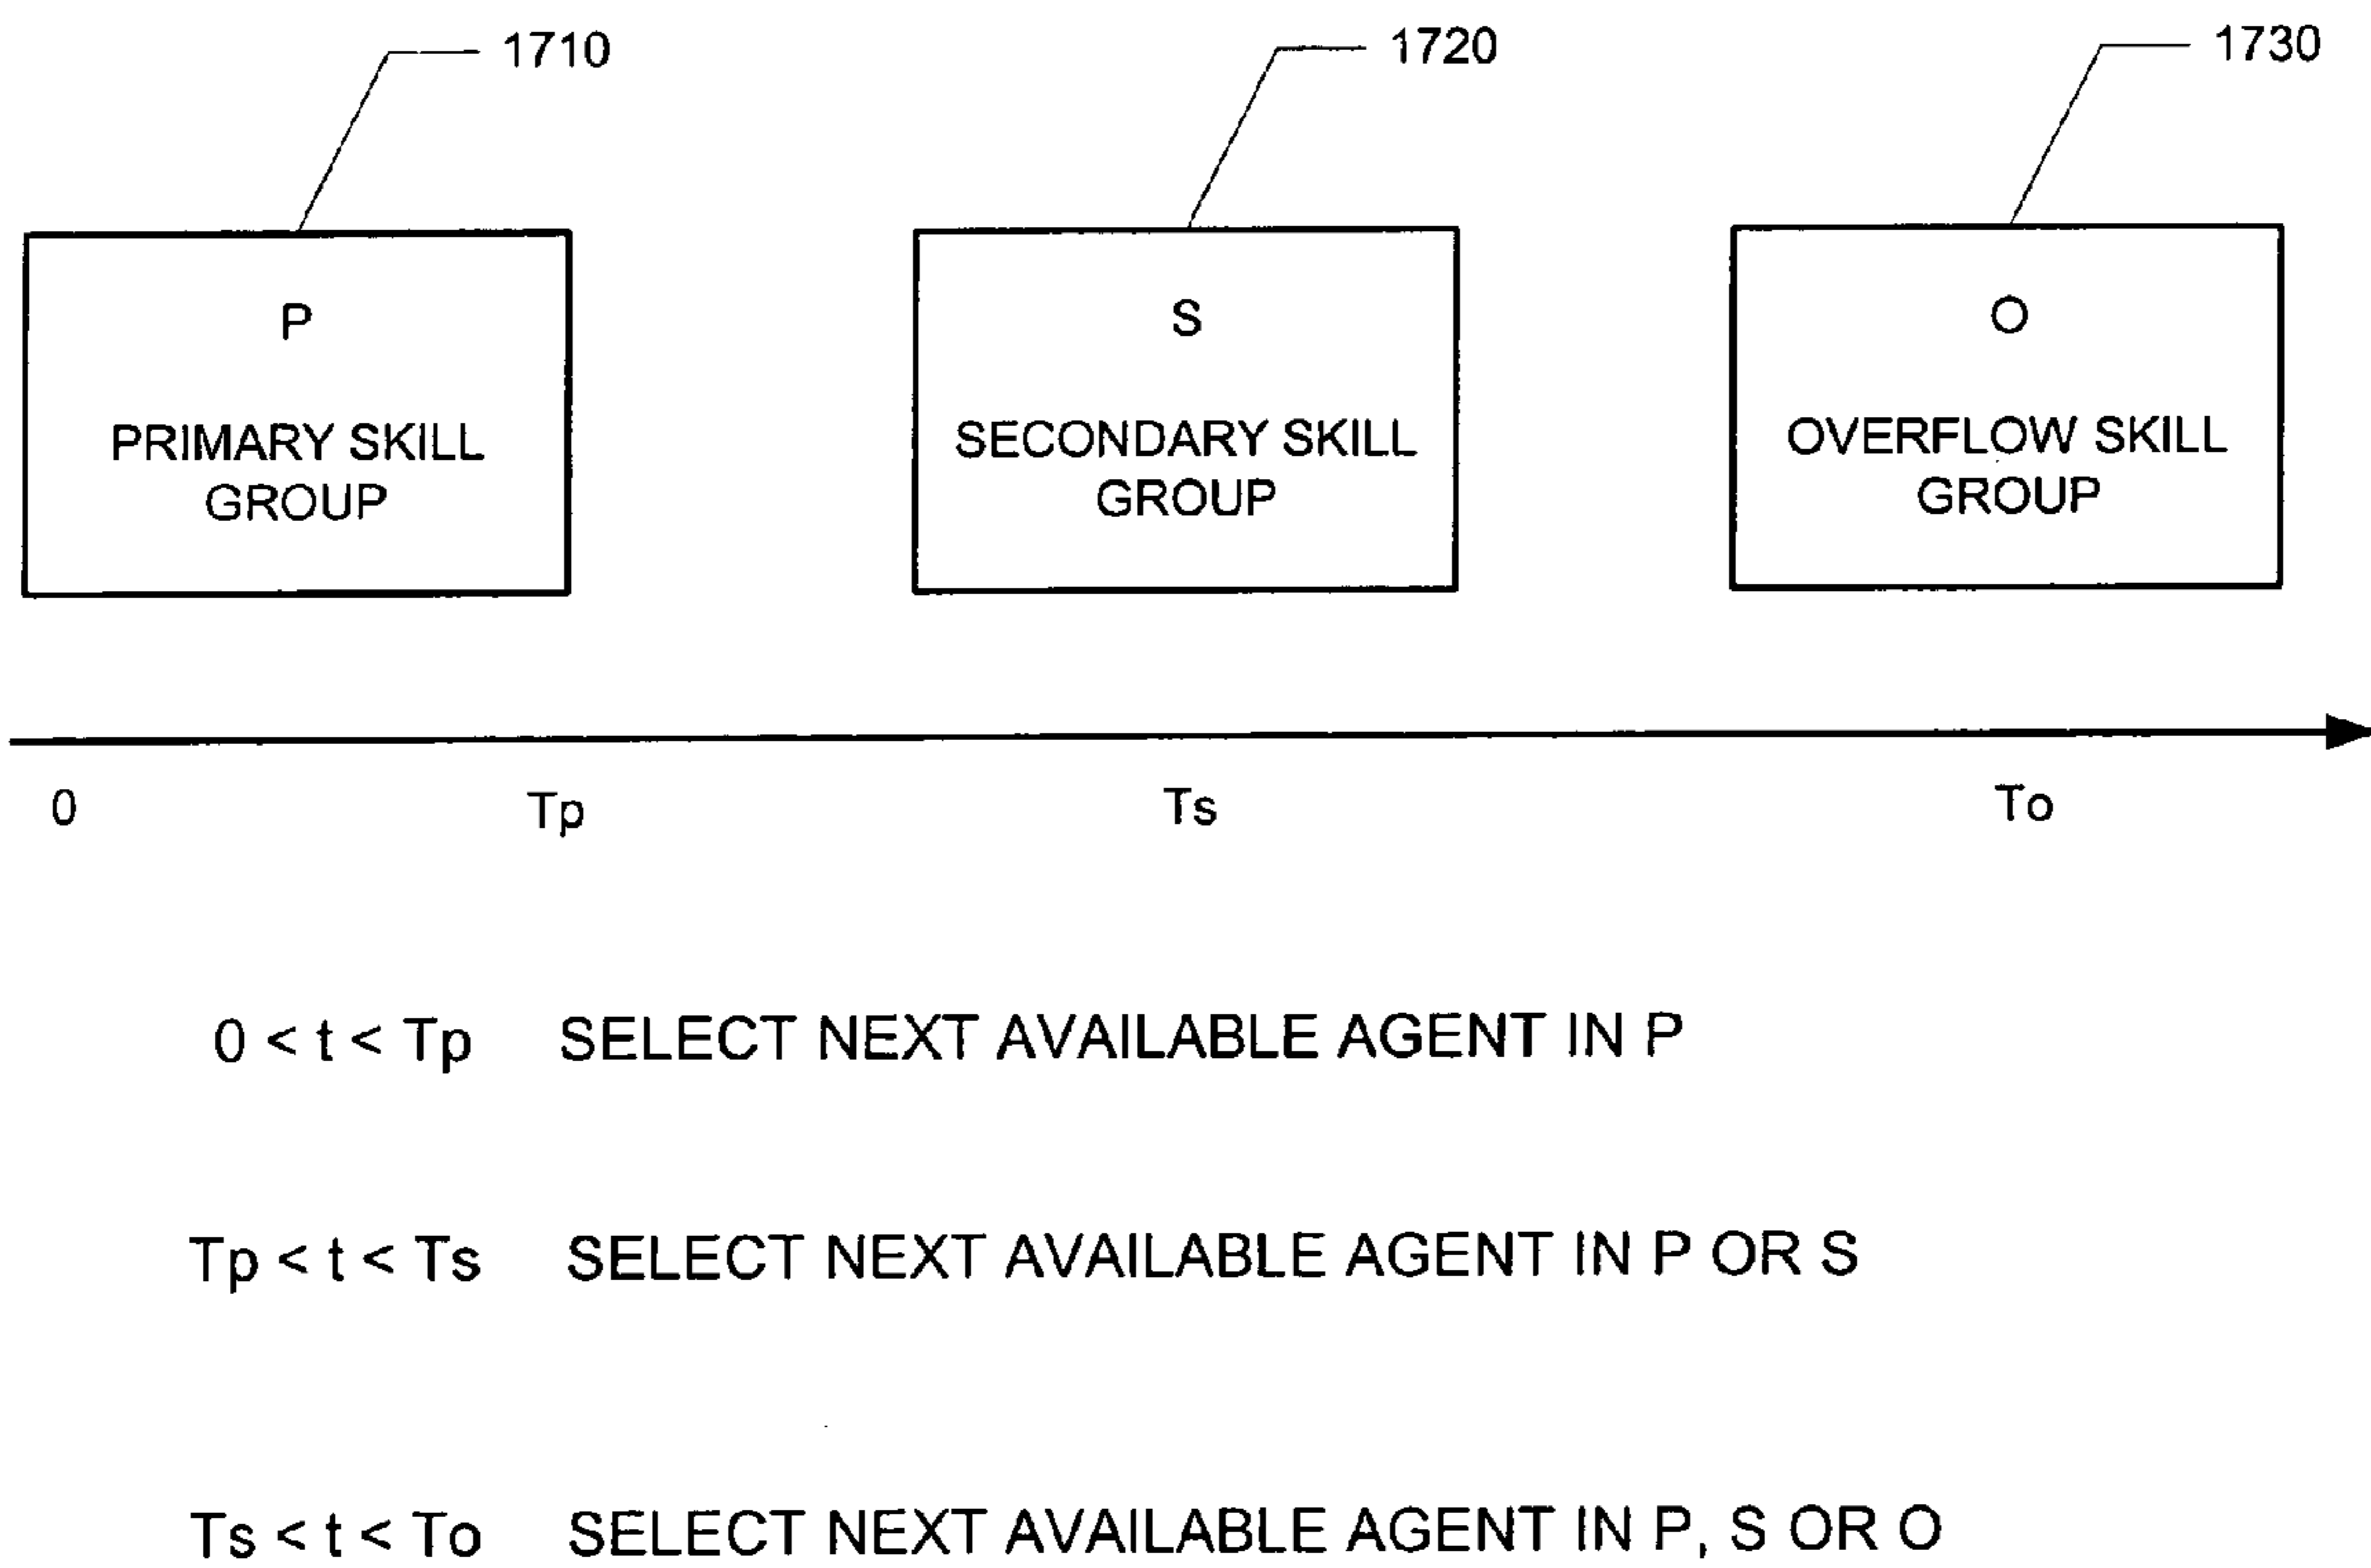 1710
1720
1730
P
PRIMARY SKILL
GROUP
S
SECONDARY SKILL
GROUP
O
OVERFLOW SKILL
GROUP
0
Tp
Ts
To
0 < t < Tp SELECT NEXT AVAILABLE AGENT IN P
Tp < t < Ts SELECT NEXT AVAILABLE AGENT IN P OR S
Ts < t < To SELECT NEXT AVAILABLE AGENT IN P, S OR O